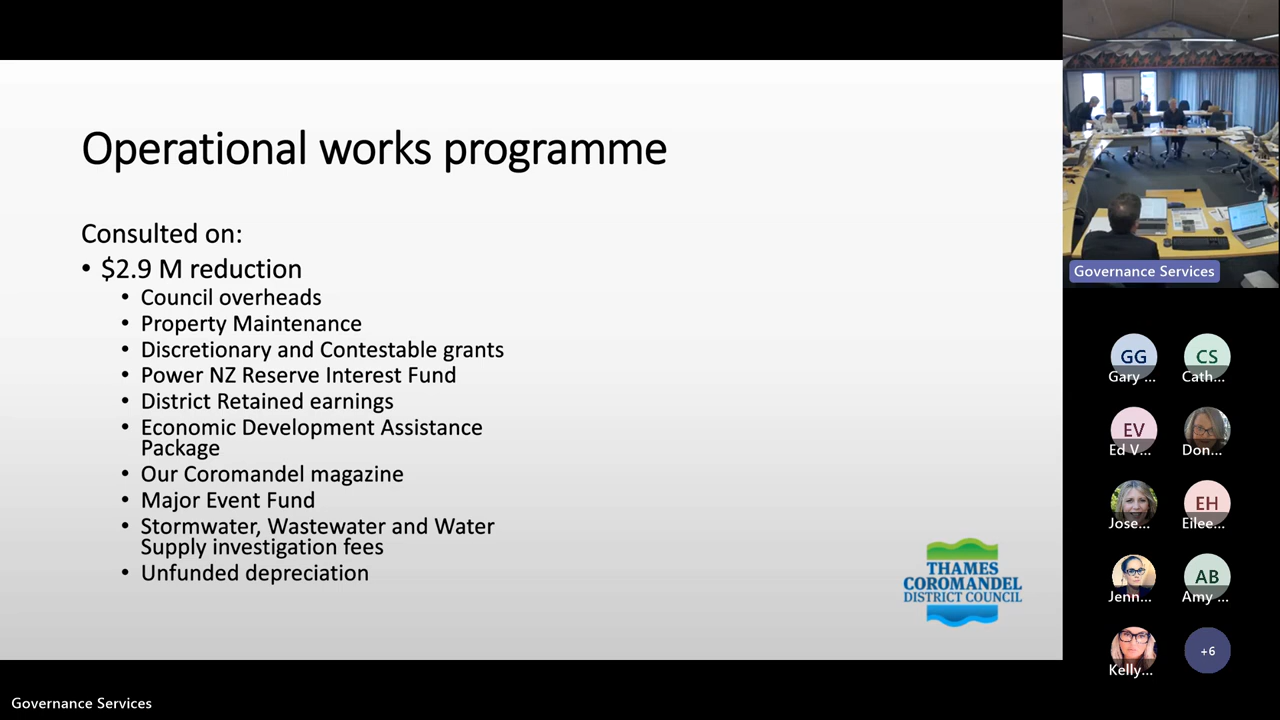 Operational works programme
Consulted on:
• $2.9 M reduction
• Council overheads
• Property Maintenance
• Discretionary and Contestable grants
• Power NZ Reserve Interest Fund
• District Retained earnings
• Economic Development Assistance
Package
• Our Coromandel magazine
• Major Event Fund
• Stormwater, Wastewater and Water
Supply investigation fees
• Unfunded depreciation
THAMES
COROMANDEL
DISTRICT COUNCIL
Governance Services
GG
Gary ...
CS
Cath...
EV
Ed V...
Don...
Jose...
EH
Eilee...
Jenn...
AB
Amy ...
Kelly...
+6
Governance Services